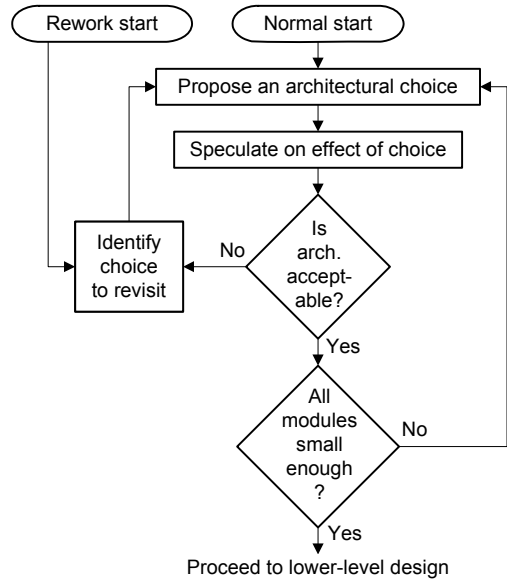 Rework start
Normal start
Propose an architectural choice
Speculate on effect of choice
Identify
choice
to revisit
No
Is
arch.
accept-
able?
Yes
All
modules
small
enough
?
No
Yes
Proceed to lower-level design